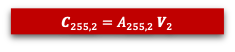 C₂₅₅,₂ = A₂₅₅,₂ V₂